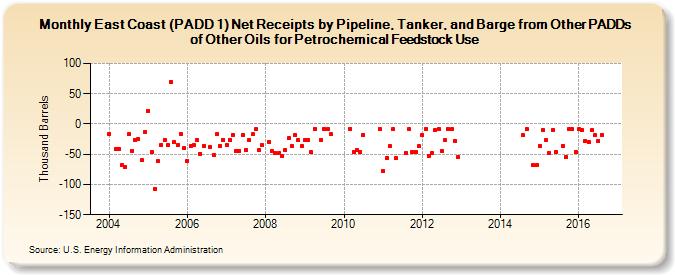 Monthly East Coast (PADD 1) Net Receipts by Pipeline, Tanker, and Barge from Other PADDs
of Other Oils for Petrochemical Feedstock Use
Thousand Barrels
100
50
0
-50
-100
-150
2004 2006 2008 2010 2012 2014 2016
Source: U.S. Energy Information Administration